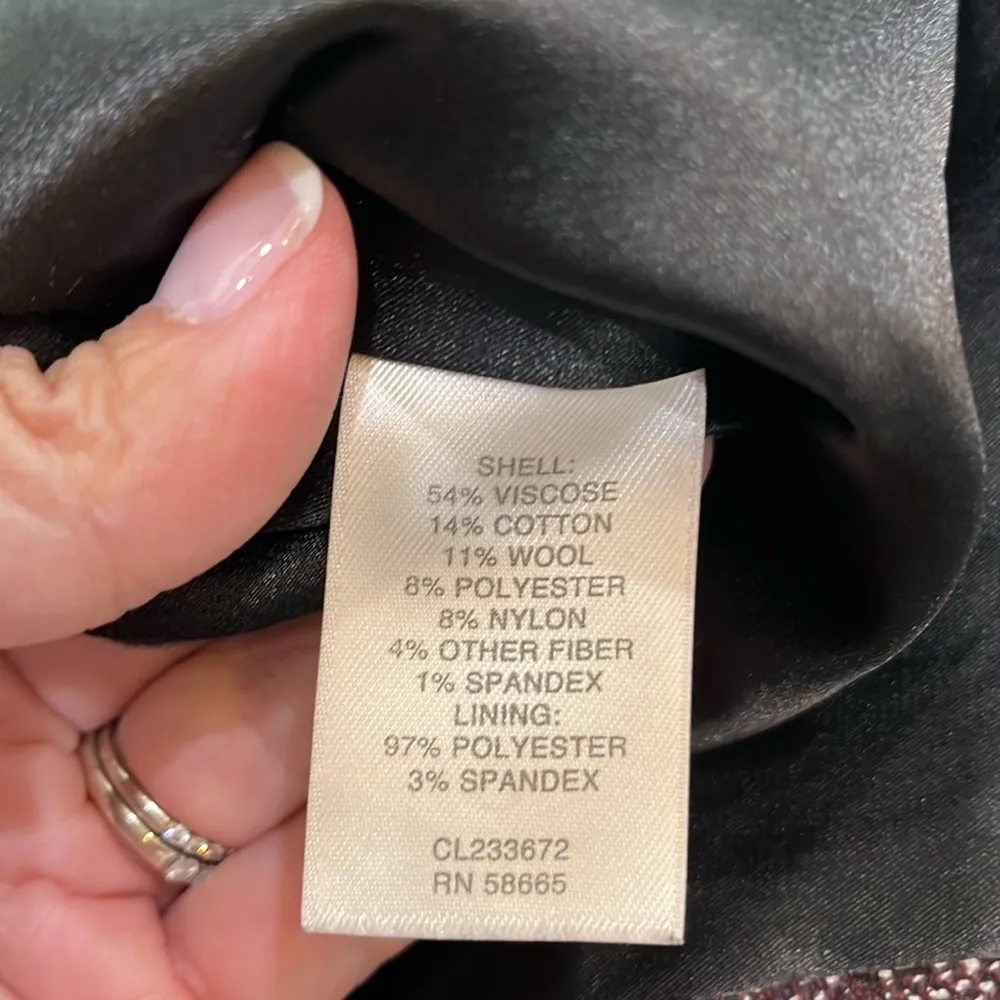 SHELL:
54% VISCOSE
14% COTTON
11% WOOL
8% POLYESTER
8% NYLON
4% OTHER FIBER
1% SPANDEX
LINING:
97% POLYESTER
3% SPANDEX
CL233672
RN 58665